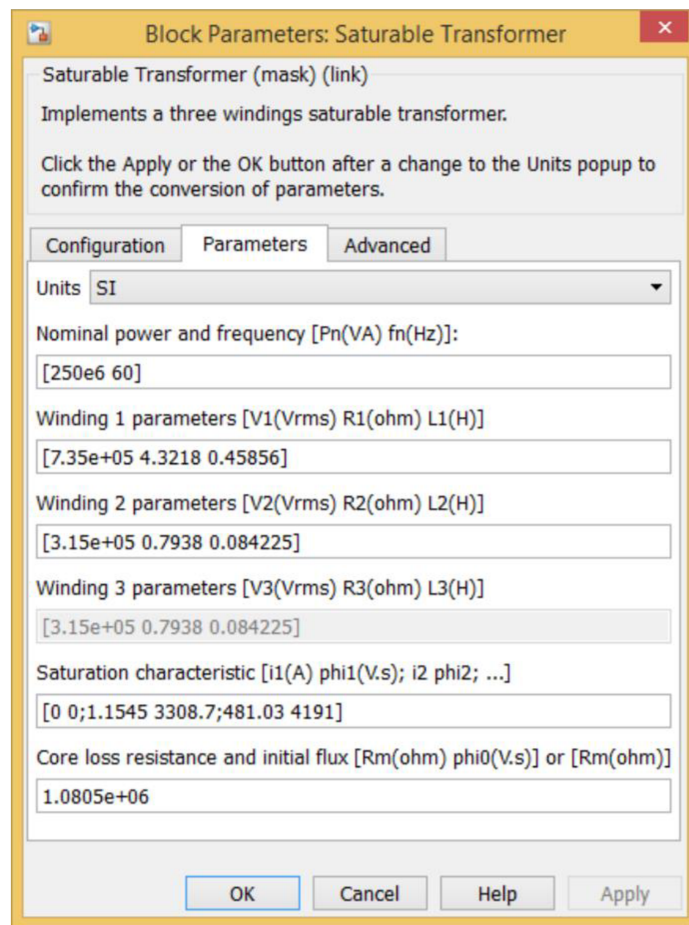 Block Parameters: Saturable Transformer
Saturable Transformer (mask) (link)
Implements a three windings saturable transformer.
Click the Apply or the OK button after a change to the Units popup to
confirm the conversion of parameters.
Configuration Parameters Advanced
Units SI
Nominal power and frequency [Pn(VA) fn(Hz)]:
[250e6 60]
Winding 1 parameters [V1(Vrms) R1(ohm) L1(H)]
[7.35e+05 4.3218 0.45856]
Winding 2 parameters [V2(Vrms) R2(ohm) L2(H)]
[3.15e+05 0.7938 0.084225]
Winding 3 parameters [V3(Vrms) R3(ohm) L3(H)]
[3.15e+05 0.7938 0.084225]
Saturation characteristic [i1(A) phi1(V.s); i2 phi2; ...]
[0 0;1.1545 3308.7;481.03 4191]
Core loss resistance and initial flux [Rm(ohm) phi0(V.s)] or [Rm(ohm)]
1.0805e+06
OK Cancel Help Apply